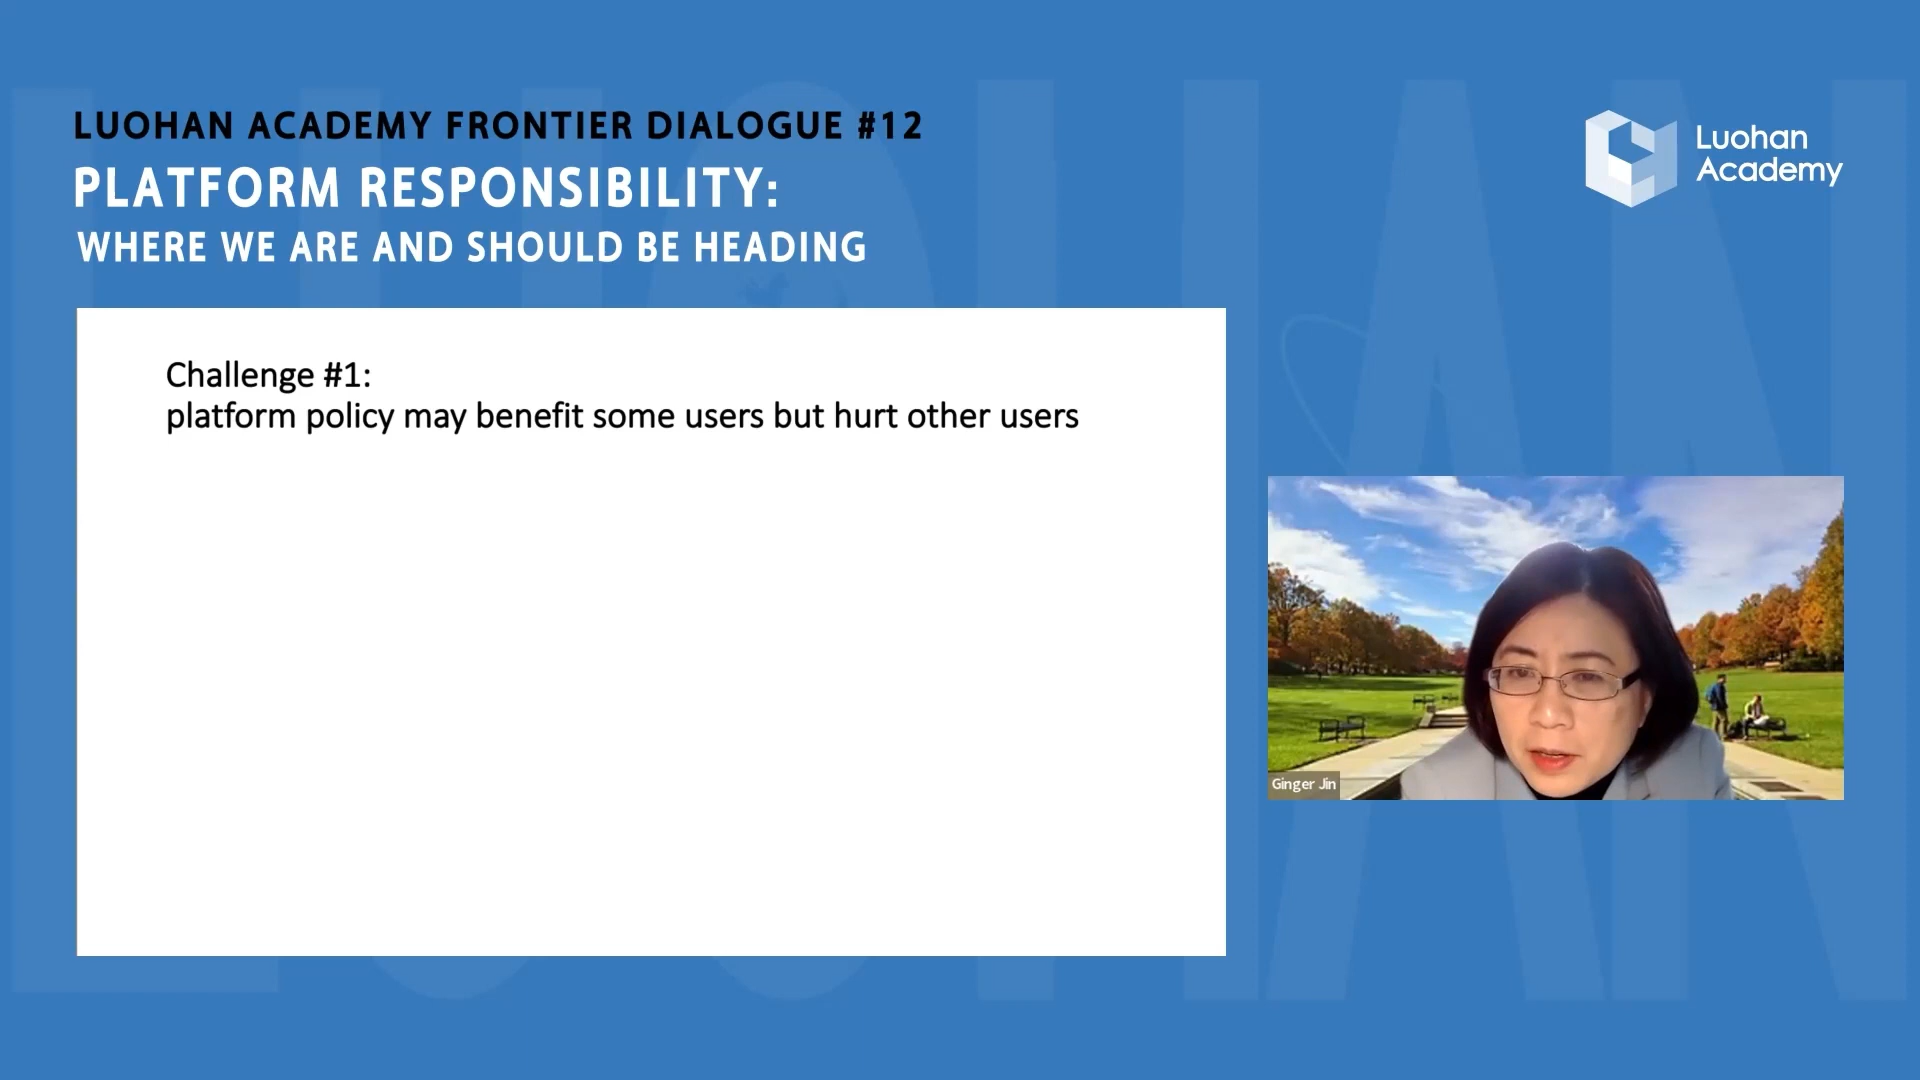 LUOHAN ACADEMY FRONTIER DIALOGUE #12
PLATFORM RESPONSIBILITY:
WHERE WE ARE AND SHOULD BE HEADING
Luohan
Academy
Challenge #1:
platform policy may benefit some users but hurt other users
Ginger Jin